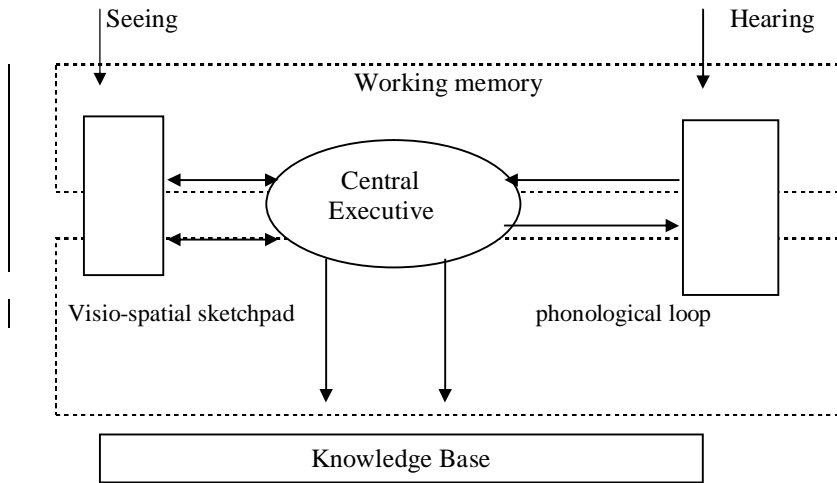 Seeing
Hearing
Working memory
Central
Executive
Visio-spatial sketchpad
phonological loop
Knowledge Base